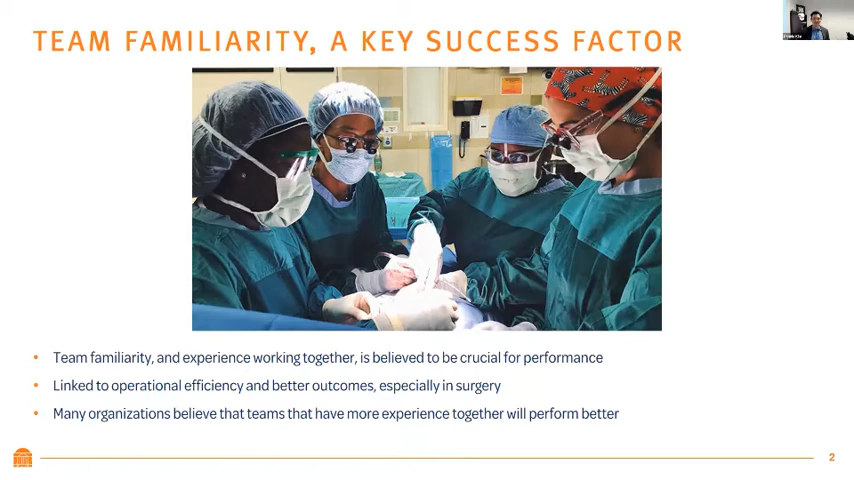 TEAM FAMILIARITY, A KEY SUCCESS FACTOR
• Team familiarity, and experience working together, is believed to be crucial for performance
• Linked to operational efficiency and better outcomes, especially in surgery
• Many organizations believe that teams that have more experience together will perform better
2